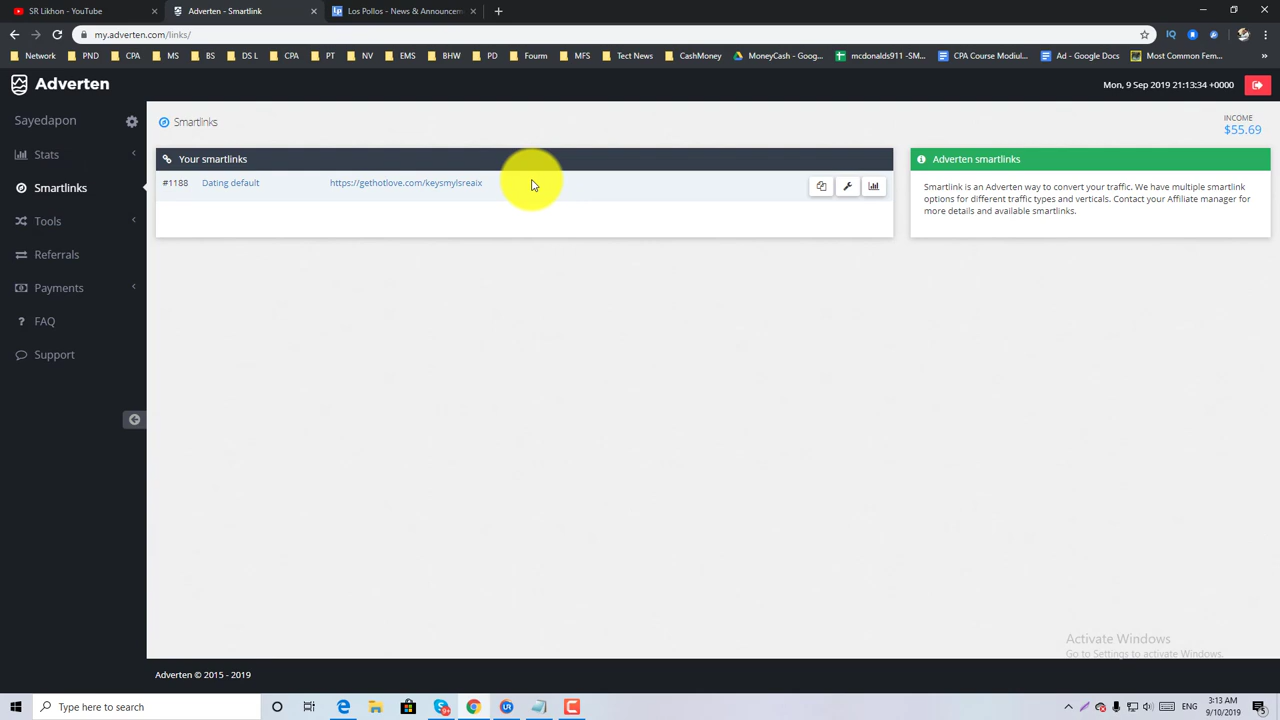 SR Likhon - YouTube
Adverten - Smartlink
Los Pollos - News & Announcem
my.adverten.com/links/
Network PND CPA MS BS DS L CPA PT NV EMS BHW PD Fourm MFS Tect News CashMoney MoneyCash - Goog... mcdonalds911 -SM... CPA Course Modiul... Ad - Google Docs Most Common Fem... »
Adverten
Mon, 9 Sep 2019 21:13:34 +0000
Sayedapon
Smartlinks
INCOME
$55.69
Stats
Smartlinks
Tools
Referrals
Payments
FAQ
Support
Your smartlinks
#1188 Dating default https://gethotlove.com/keysmylsreaix
Adverten smartlinks
Smartlink is an Adverten way to convert your traffic. We have multiple smartlink
options for different traffic types and verticals. Contact your Affiliate manager for
more details and available smartlinks.
Activate Windows
Go to Settings to activate Windows.
Adverten © 2015 - 2019
Type here to search
ENG
3:13 AM
9/10/2019